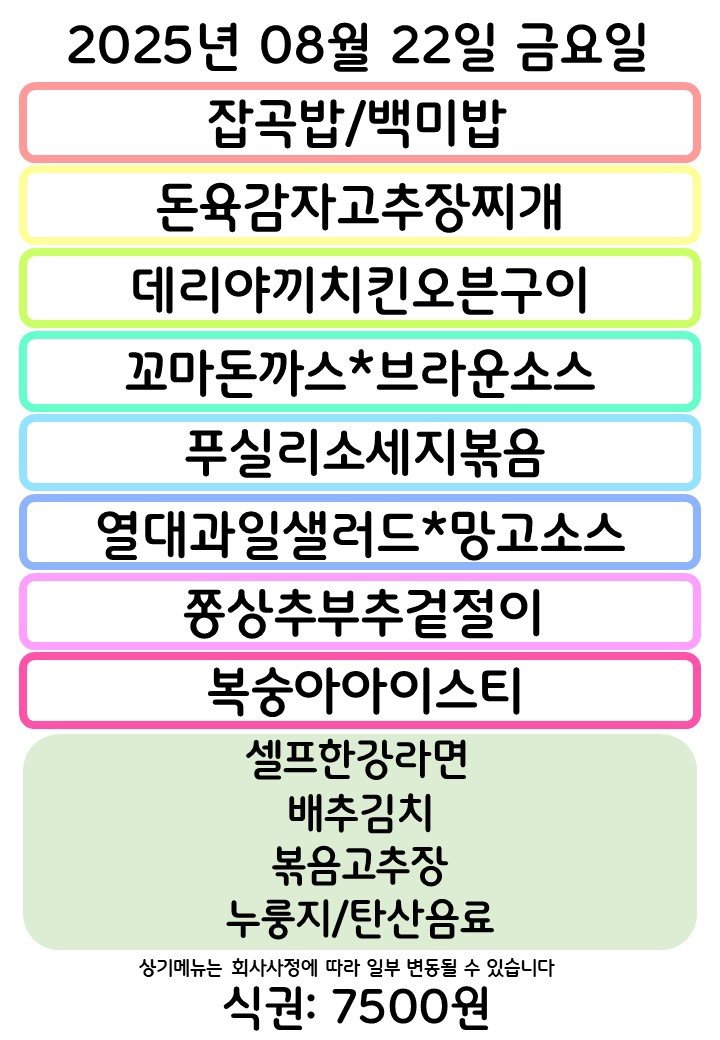 2025년 08월 22일 금요일
잡곡밥/백미밥
돈육감자고추장찌개
데리야끼치킨오븐구이
꼬마돈까스*브라운소스
푸실리소세지볶음
열대과일샐러드*망고소스
쫑상추부추겉절이
복숭아아이스티
셀프한강라면
배추김치
볶음고추장
누룽지/탄산음료
상기메뉴는 회사사정에 따라 일부 변동될 수 있습니다
식권: 7500원